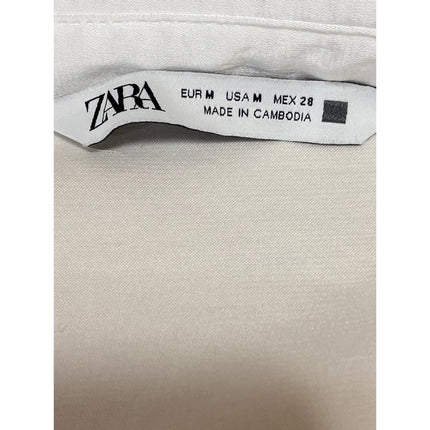 ZARA
EUR M USA M MEX 28
MADE IN CAMBODIA